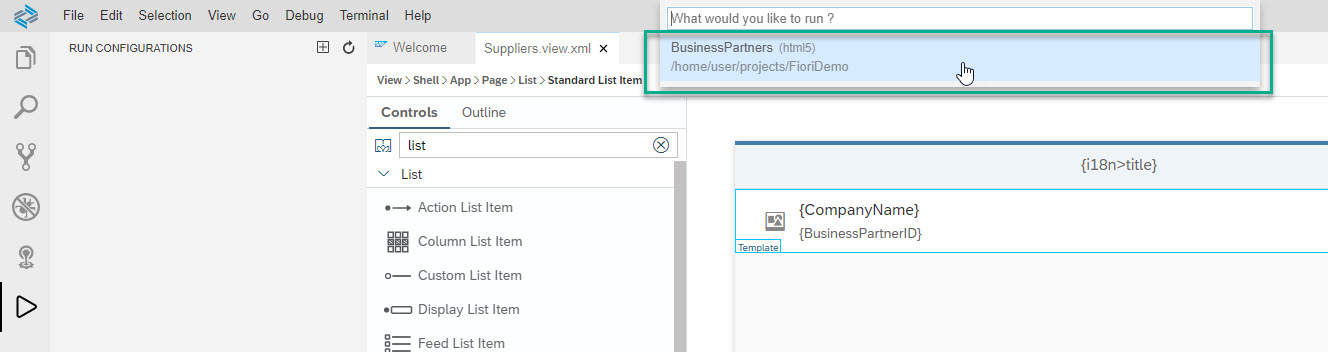 File Edit Selection View Go Debug Terminal Help
What would you like to run ?
BusinessPartners (html5)
/home/user/projects/FioriDemo
RUN CONFIGURATIONS
Welcome
Suppliers.view.xml
View > Shell > App > Page > List > Standard List Item
Controls Outline
list
List
Action List Item
Column List Item
Custom List Item
Display List Item
Feed List Item
{i18n>title}
{CompanyName}
{BusinessPartnerID}
Template